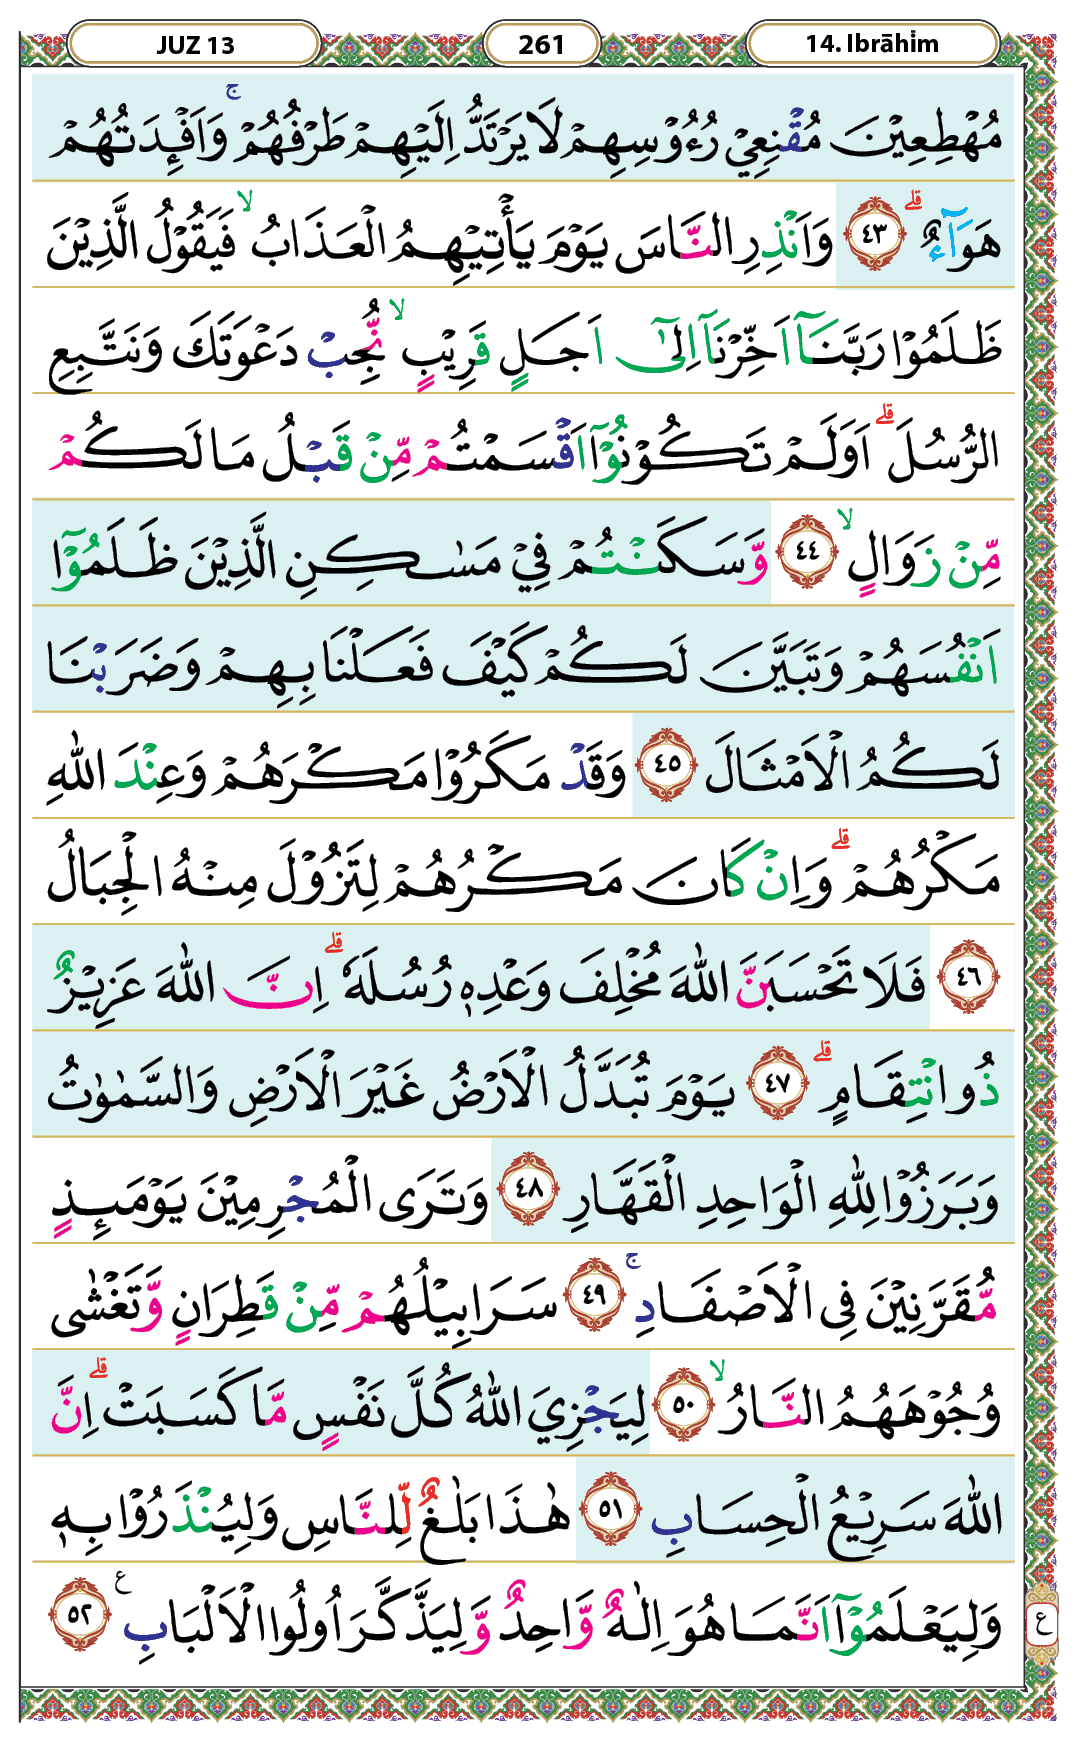 JUZ 13
261
14. Ibrāhim
مُهْطِعِيْنَ مُقْنِعِيْ رُءُوْسِهِمْ لَا يَرْتَدُّ اِلَيْهِمْ طَرْفُهُمْ ۚ وَاَفْـِٕدَتُهُمْ
هَوَاۤءٌ ۗ ٤٣ وَاَنْذِرِ النَّاسَ يَوْمَ يَأْتِيْهِمُ الْعَذَابُ ۙ فَيَقُوْلُ الَّذِيْنَ
ظَلَمُوْا رَبَّنَآ اَخِّرْنَآ اِلٰٓى اَجَلٍ قَرِيْبٍ ۙ نُّجِبْ دَعْوَتَكَ وَنَتَّبِعِ
الرُّسُلَ ۗ اَوَلَمْ تَكُوْنُوْٓا اَقْسَمْتُمْ مِّنْ قَبْلُ مَا لَكُمْ
مِّنْ زَوَالٍ ۙ ٤٤ وَّسَكَنْتُمْ فِيْ مَسٰكِنِ الَّذِيْنَ ظَلَمُوْٓا
اَنْفُسَهُمْ وَتَبَيَّنَ لَكُمْ كَيْفَ فَعَلْنَا بِهِمْ وَضَرَبْنَا
لَكُمُ الْاَمْثَالَ ٤٥ وَقَدْ مَكَرُوْا مَكْرَهُمْ وَعِنْدَ اللّٰهِ
مَكْرُهُمْ ۗ وَاِنْ كَانَ مَكْرُهُمْ لِتَزُوْلَ مِنْهُ الْجِبَالُ
٤٦ فَلَا تَحْسَبَنَّ اللّٰهَ مُخْلِفَ وَعْدِهٖ رُسُلَهٗ ۗ اِنَّ اللّٰهَ عَزِيْزٌ
ذُو انْتِقَامٍ ۗ ٤٧ يَوْمَ تُبَدَّلُ الْاَرْضُ غَيْرَ الْاَرْضِ وَالسَّمٰوٰتُ
وَبَرَزُوْا لِلّٰهِ الْوَاحِدِ الْقَهَّارِ ٤٨ وَتَرَى الْمُجْرِمِيْنَ يَوْمَىِٕذٍ
مُّقَرَّنِيْنَ فِى الْاَصْفَادِ ۚ ٤٩ سَرَابِيْلُهُمْ مِّنْ قَطِرَانٍ وَّتَغْشٰى
وُجُوْهَهُمُ النَّارُ ۙ ٥٠ لِيَجْزِيَ اللّٰهُ كُلَّ نَفْسٍ مَّا كَسَبَتْ ۗ اِنَّ
اللّٰهَ سَرِيْعُ الْحِسَابِ ٥١ هٰذَا بَلٰغٌ لِّلنَّاسِ وَلِيُنْذَرُوْا بِهٖ
وَلِيَعْلَمُوْٓا اَنَّمَا هُوَ اِلٰهٌ وَّاحِدٌ وَّلِيَذَّكَّرَ اُولُوا الْاَلْبَابِ ع ٥٢
ع